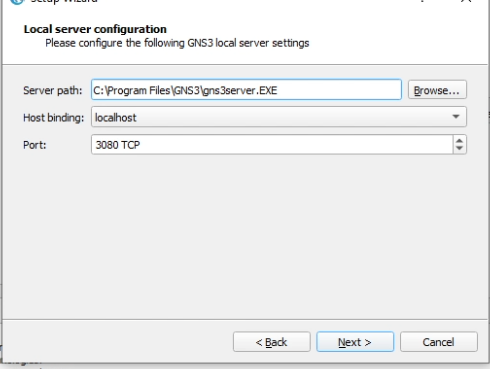 Setup Wizard
Local server configuration
Please configure the following GNS3 local server settings
Server path: C:\Program Files\GNS3\gns3server.EXE Browse...
Host binding: localhost
Port: 3080 TCP
< Back Next > Cancel